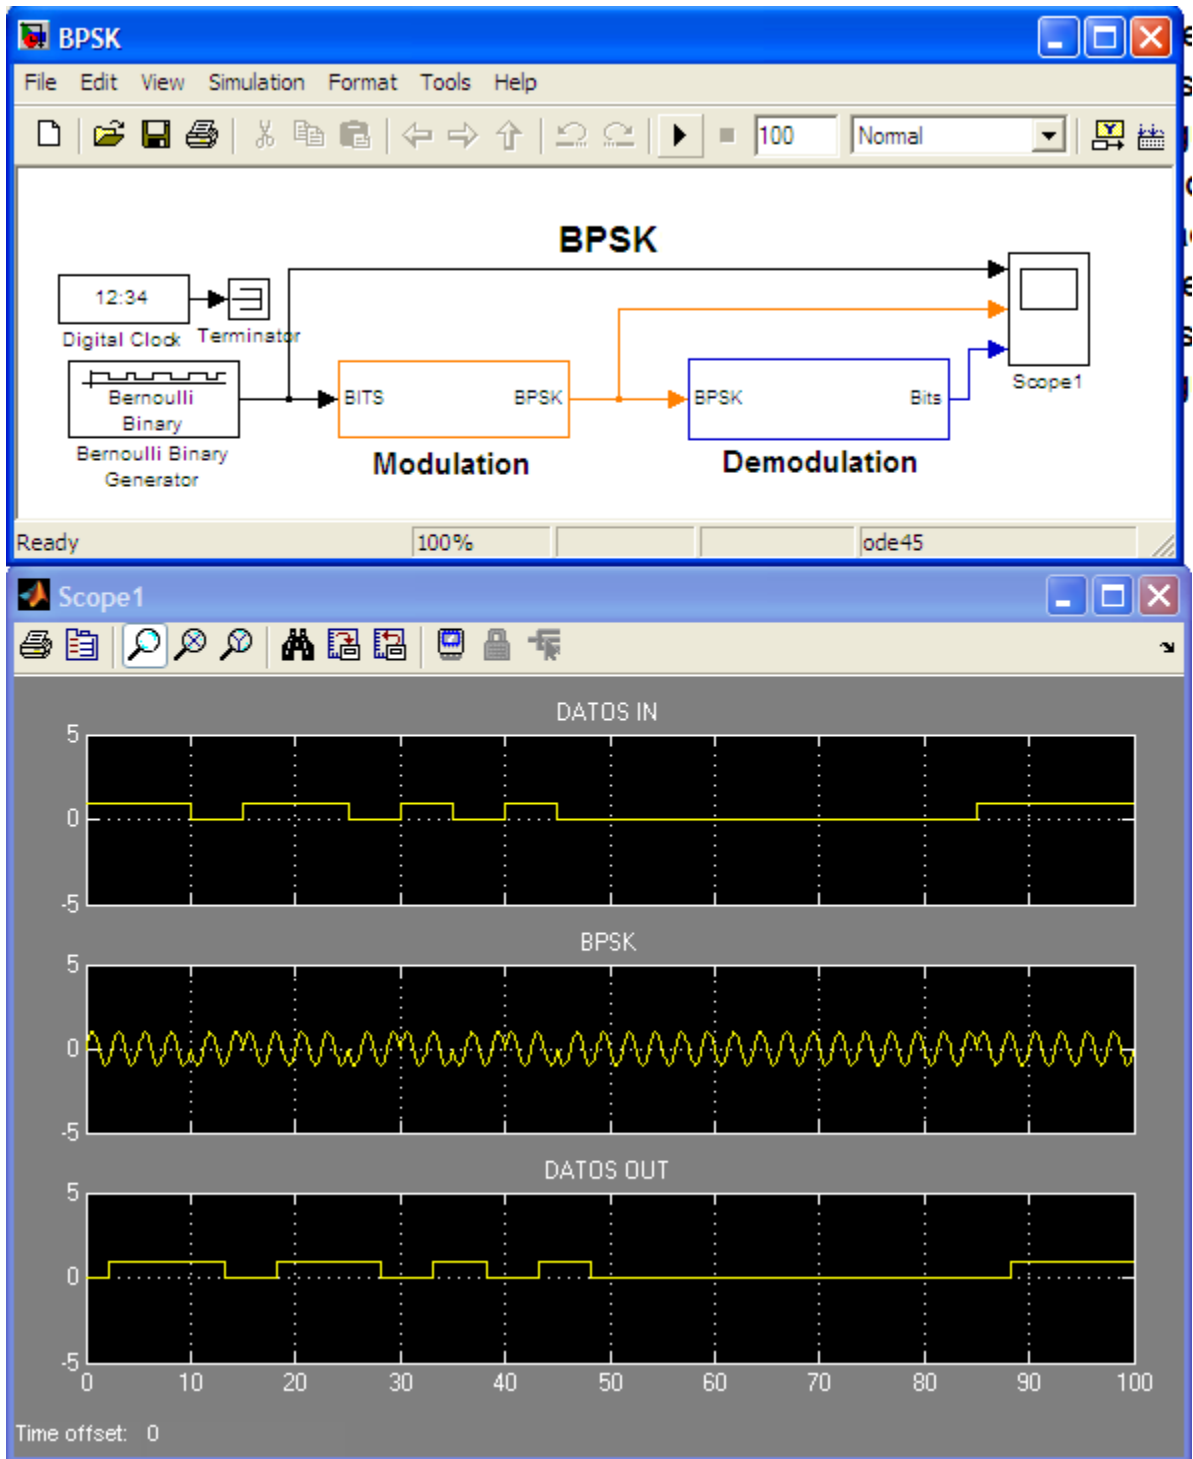 BPSK
File Edit View Simulation Format Tools Help
100 Normal
BPSK
12:34
Digital Clock Terminator
Bernoulli
Binary
Bernoulli Binary
Generator
BITS BPSK
Modulation
BPSK Bits
Demodulation
Scope1
Ready 100% ode45
Scope1
DATOS IN
5
0
-5
BPSK
5
0
-5
DATOS OUT
5
0
-5
0 10 20 30 40 50 60 70 80 90 100
Time offset: 0